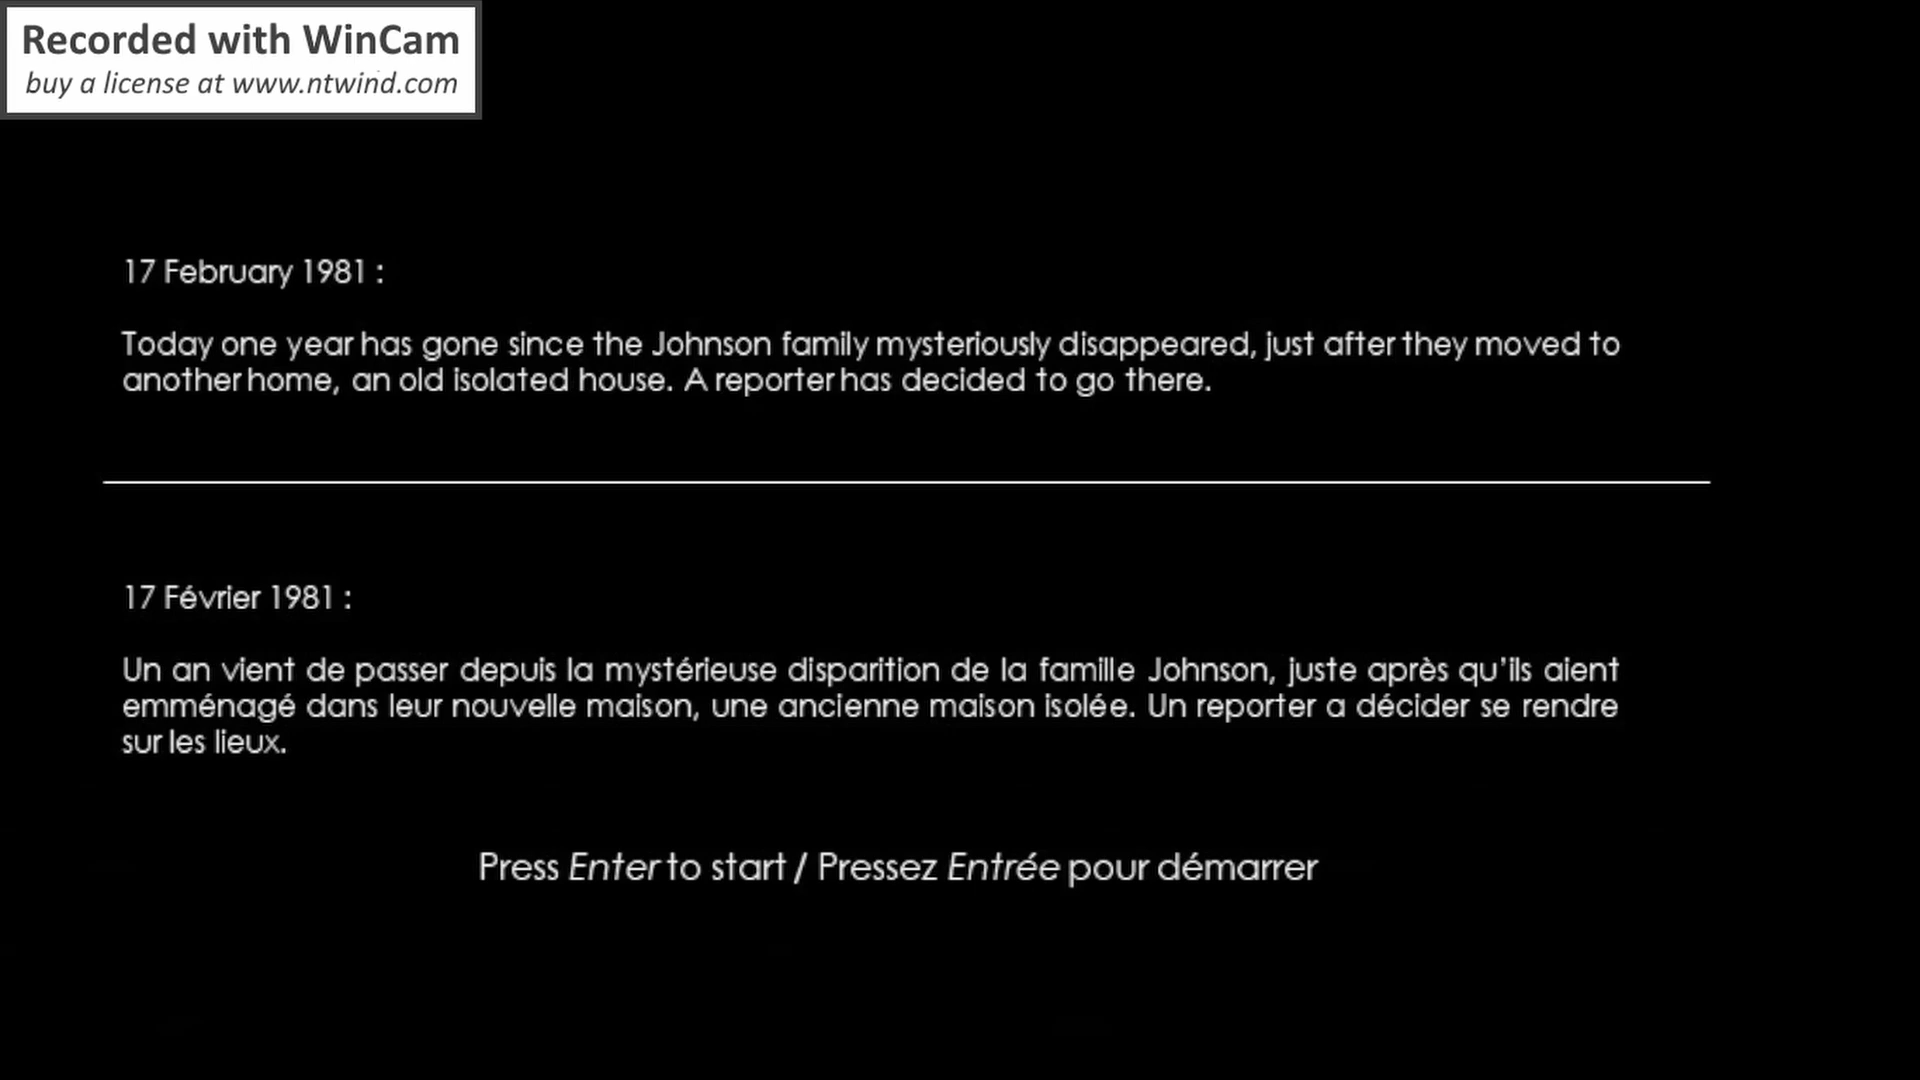 Recorded with WinCam
buy a license at www.ntwind.com
17 February 1981 :
Today one year has gone since the Johnson family mysteriously disappeared, just after they moved to
another home, an old isolated house. A reporter has decided to go there.
17 Février 1981 :
Un an vient de passer depuis la mystérieuse disparition de la famille Johnson, juste après qu’ils aient
emménagé dans leur nouvelle maison, une ancienne maison isolée. Un reporter a décider se rendre
sur les lieux.
Press Enter to start / Pressez Entrée pour démarrer